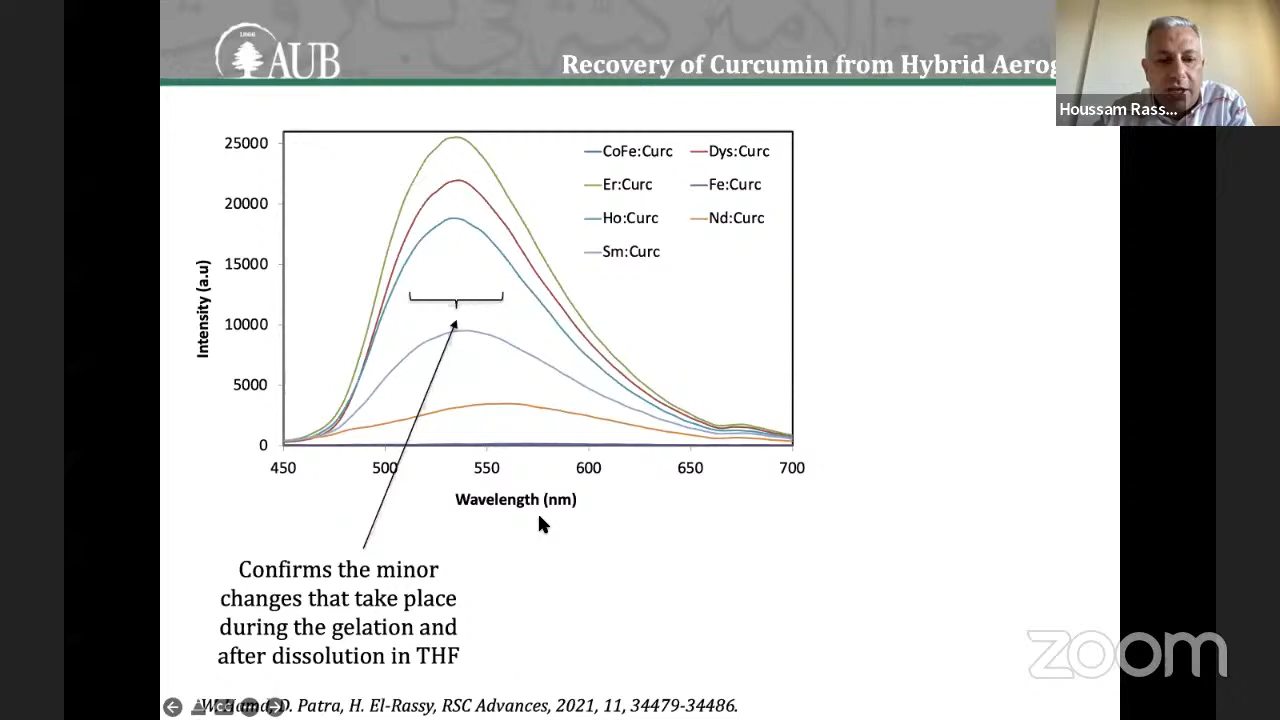 1866
AUB
Recovery of Curcumin from Hybrid Aerog
Houssam Rass...
25000
20000
15000
10000
5000
0
Intensity (a.u)
CoFe:Curc Dys:Curc
Er:Curc Fe:Curc
Ho:Curc Nd:Curc
Sm:Curc
450 500 550 600 650 700
Wavelength (nm)
Confirms the minor
changes that take place
during the gelation and
after dissolution in THF
zoom
D. Patra, H. El-Rassy, RSC Advances, 2021, 11, 34479-34486.